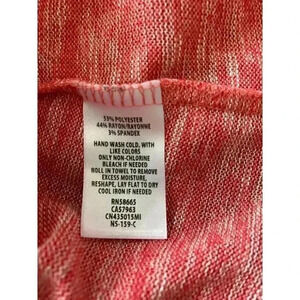 53% POLYESTER
44% RAYON/RAYONNE
3% SPANDEX
HAND WASH COLD, WITH
LIKE COLORS
ONLY NON-CHLORINE
BLEACH IF NEEDED
ROLL IN TOWEL TO REMOVE
EXCESS MOISTURE,
RESHAPE, LAY FLAT TO DRY
COOL IRON IF NEEDED
RN58665
CA57963
CN435015MI
NS-159-C